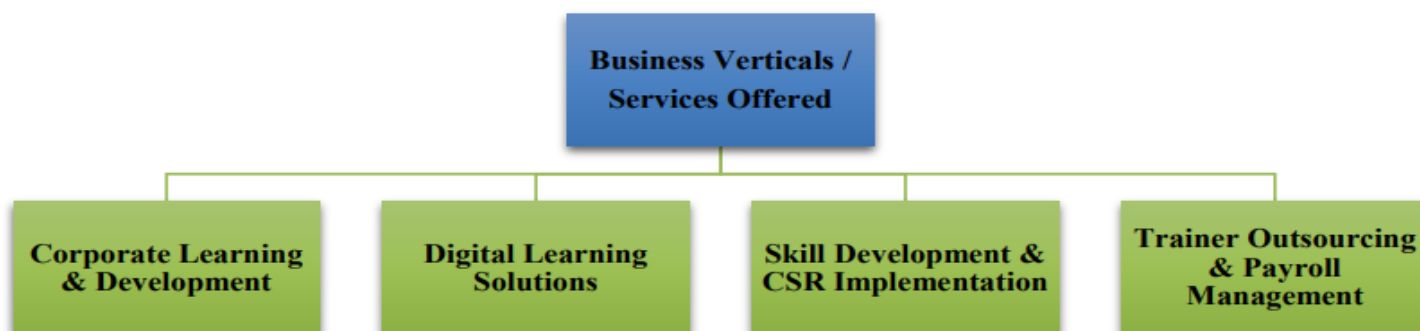 Business Verticals /
Services Offered
Corporate Learning
& Development
Digital Learning
Solutions
Skill Development &
CSR Implementation
Trainer Outsourcing
& Payroll
Management